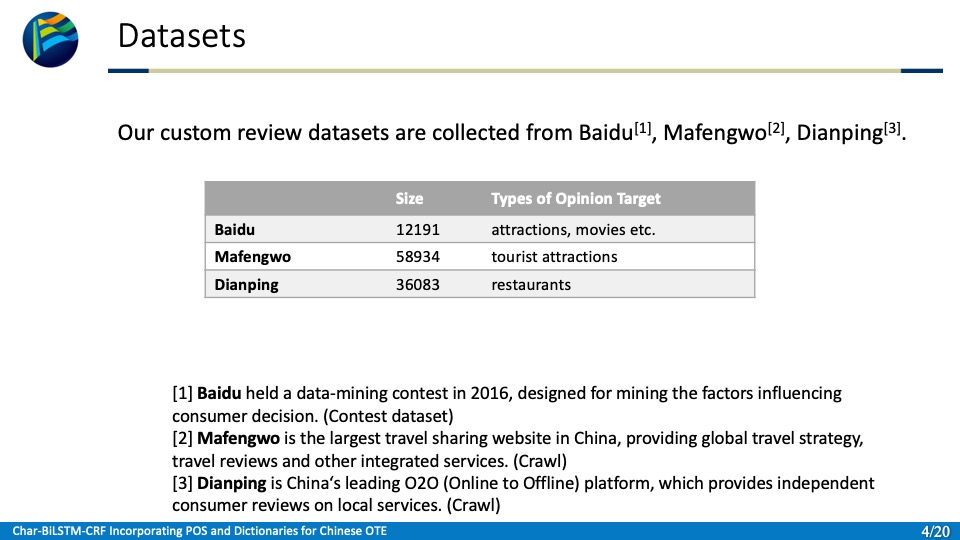 Datasets
Our custom review datasets are collected from Baidu[1], Mafengwo[2], Dianping[3].
Size Types of Opinion Target
Baidu 12191 attractions, movies etc.
Mafengwo 58934 tourist attractions
Dianping 36083 restaurants
[1] Baidu held a data-mining contest in 2016, designed for mining the factors influencing
consumer decision. (Contest dataset)
[2] Mafengwo is the largest travel sharing website in China, providing global travel strategy,
travel reviews and other integrated services. (Crawl)
[3] Dianping is China‘s leading O2O (Online to Offline) platform, which provides independent
consumer reviews on local services. (Crawl)
Char-BiLSTM-CRF Incorporating POS and Dictionaries for Chinese OTE 4/20